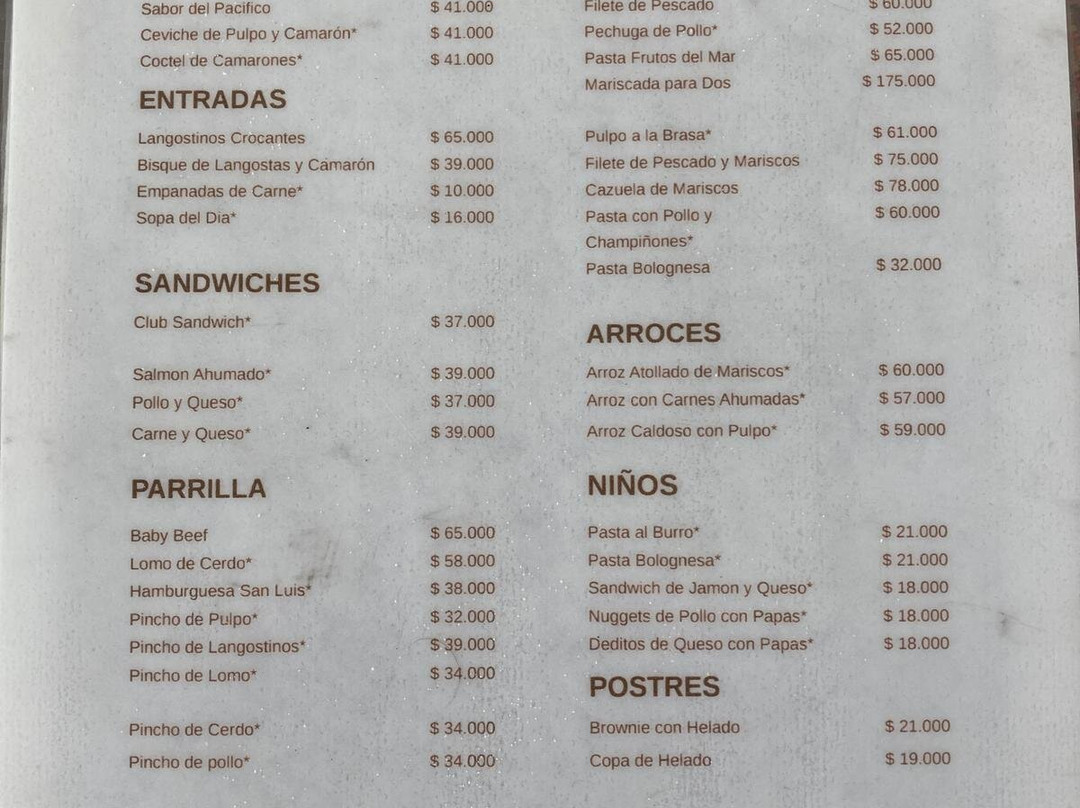 Sabor del Pacifico $ 41.000
Ceviche de Pulpo y Camarón* $ 41.000
Coctel de Camarones* $ 41.000
ENTRADAS
Langostinos Crocantes $ 65.000
Bisque de Langostas y Camarón $ 39.000
Empanadas de Carne* $ 10.000
Sopa del Dia* $ 16.000
SANDWICHES
Club Sandwich* $ 37.000
Salmon Ahumado* $ 39.000
Pollo y Queso* $ 37.000
Carne y Queso* $ 39.000
PARRILLA
Baby Beef $ 65.000
Lomo de Cerdo* $ 58.000
Hamburguesa San Luis* $ 38.000
Pincho de Pulpo* $ 32.000
Pincho de Langostinos* $ 39.000
Pincho de Lomo* $ 34.000
Pincho de Cerdo* $ 34.000
Pincho de pollo* $ 34.000
Filete de Pescado $ 60.000
Pechuga de Pollo* $ 52.000
Pasta Frutos del Mar $ 65.000
Mariscada para Dos $ 175.000
Pulpo a la Brasa* $ 61.000
Filete de Pescado y Mariscos $ 75.000
Cazuela de Mariscos $ 78.000
Pasta con Pollo y $ 60.000
Champiñones*
Pasta Bolognesa $ 32.000
ARROCES
Arroz Atollado de Mariscos* $ 60.000
Arroz con Carnes Ahumadas* $ 57.000
Arroz Caldoso con Pulpo* $ 59.000
NIÑOS
Pasta al Burro* $ 21.000
Pasta Bolognesa* $ 21.000
Sandwich de Jamon y Queso* $ 18.000
Nuggets de Pollo con Papas* $ 18.000
Deditos de Queso con Papas* $ 18.000
POSTRES
Brownie con Helado $ 21.000
Copa de Helado $ 19.000